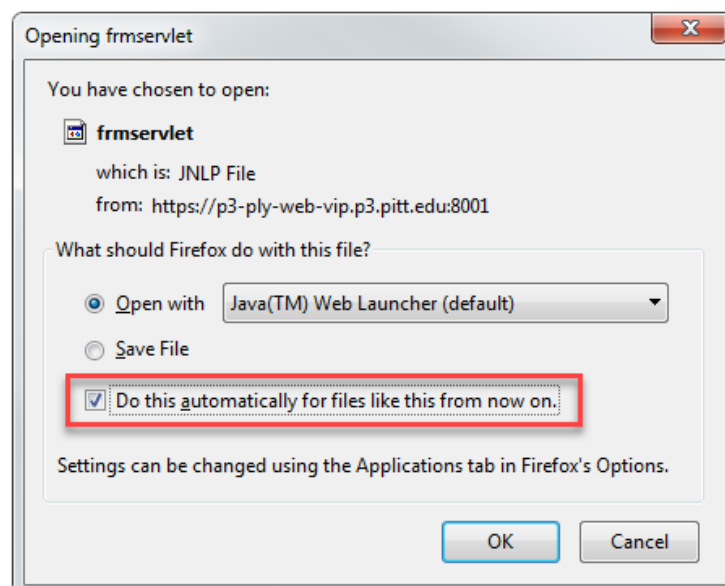 Opening frmservlet
You have chosen to open:
frmservlet
which is: JNLP File
from: https://p3-ply-web-vip.p3.pitt.edu:8001
What should Firefox do with this file?
Open with Java(TM) Web Launcher (default)
Save File
Do this automatically for files like this from now on.
Settings can be changed using the Applications tab in Firefox's Options.
OK Cancel